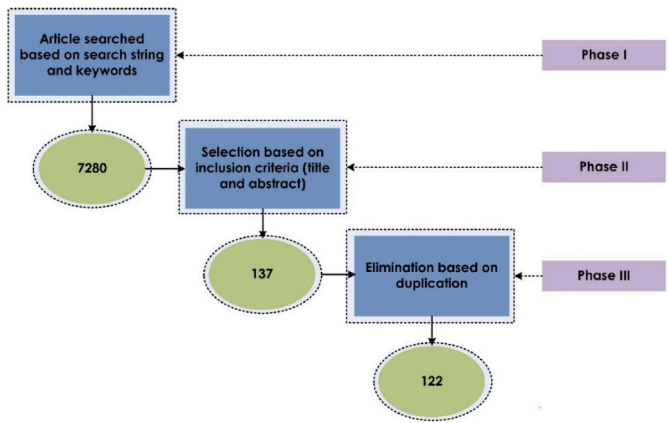 Article searched
based on search string
and keywords
Phase I
7280
Selection based on
inclusion criteria (title
and abstract)
Phase II
137
Elimination based on
duplication
Phase III
122